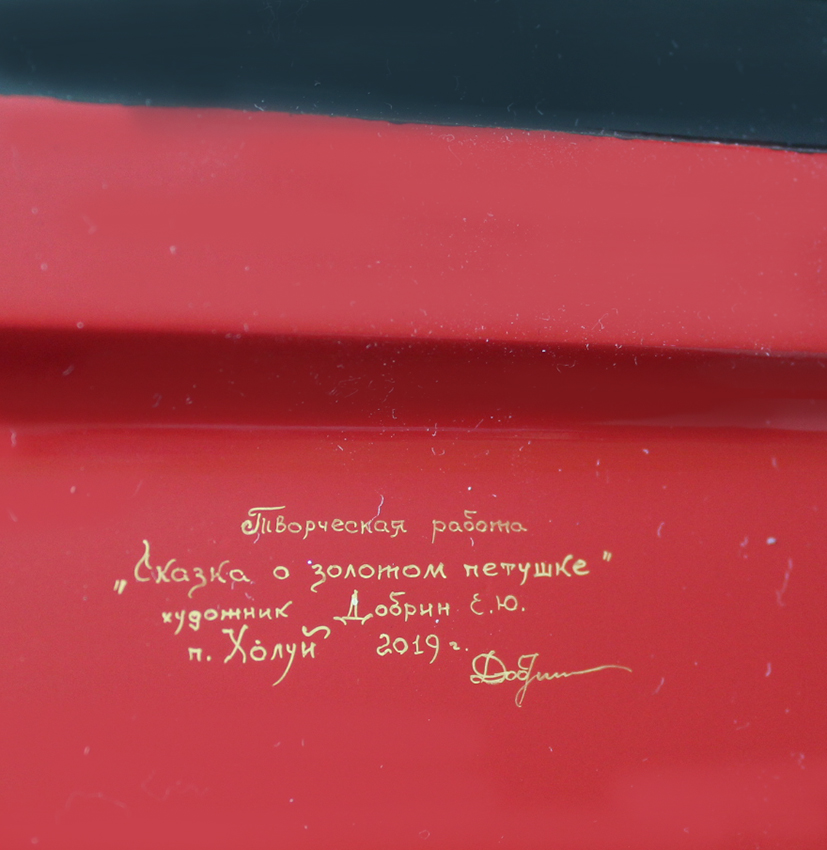 Творческая работа
„Сказка о золотом петушке"
художник Добрин Е.Ю.
п. Холуй 2019 г.
Добрин